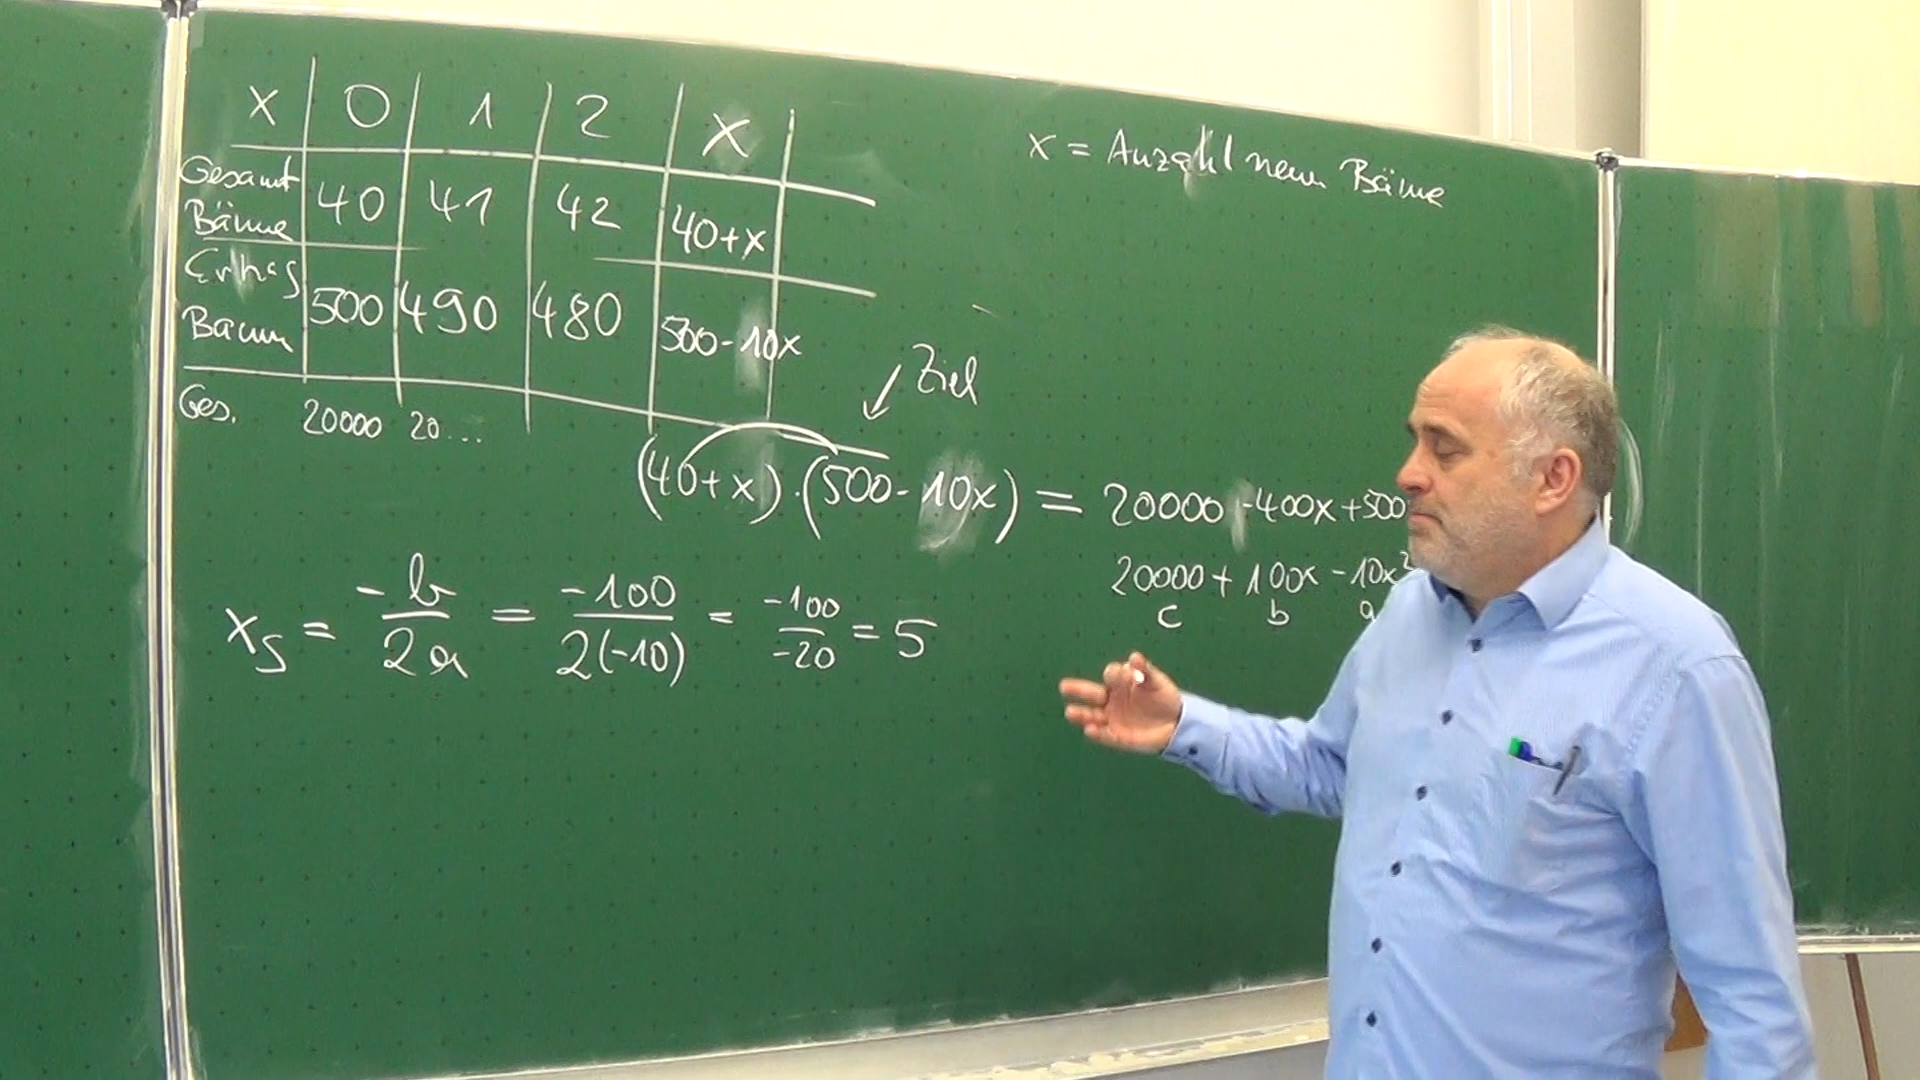 x 0 1 2 x
x = Anzahl neue Bäume
Gesamt
Bäume 40 41 42 40+x
Ertrag
Baum 500 490 480 500-10x
Ziel
Ges. 20000 20...
(40+x)·(500-10x) = 20000-400x+500
20000+100x-10x²
c b a
x_S = -b/2a = -100/2(-10) = -100/-20 = 5